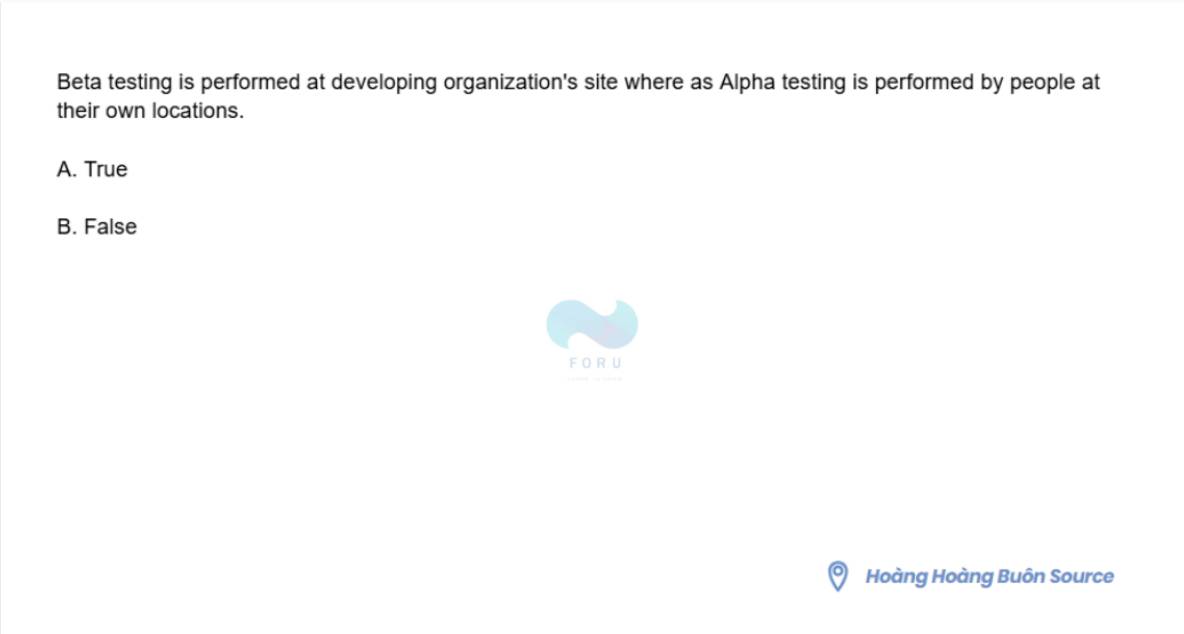 Beta testing is performed at developing organization's site where as Alpha testing is performed by people at
their own locations.
A. True
B. False
FORU
Hoàng Hoàng Buôn Source